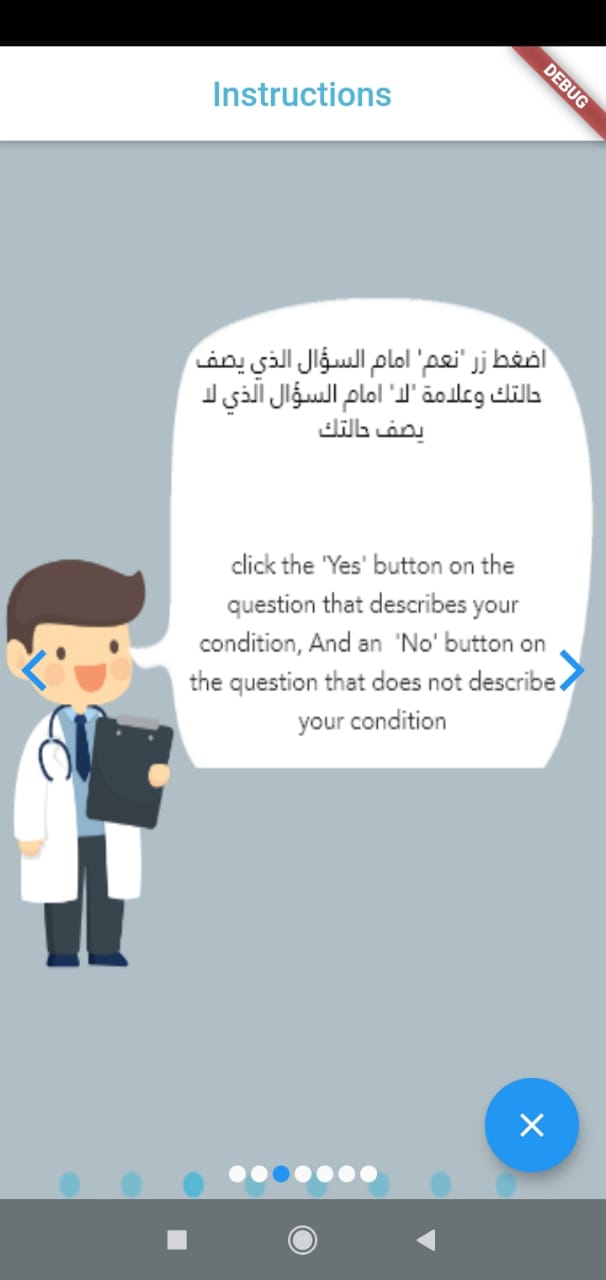 Instructions
DEBUG
اضغط زر 'نعم' امام السؤال الذي يصف
حالتك وعلامة 'لا' امام السؤال الذي لا
يصف حالتك
click the 'Yes' button on the
question that describes your
condition, And an 'No' button on
the question that does not describe
your condition